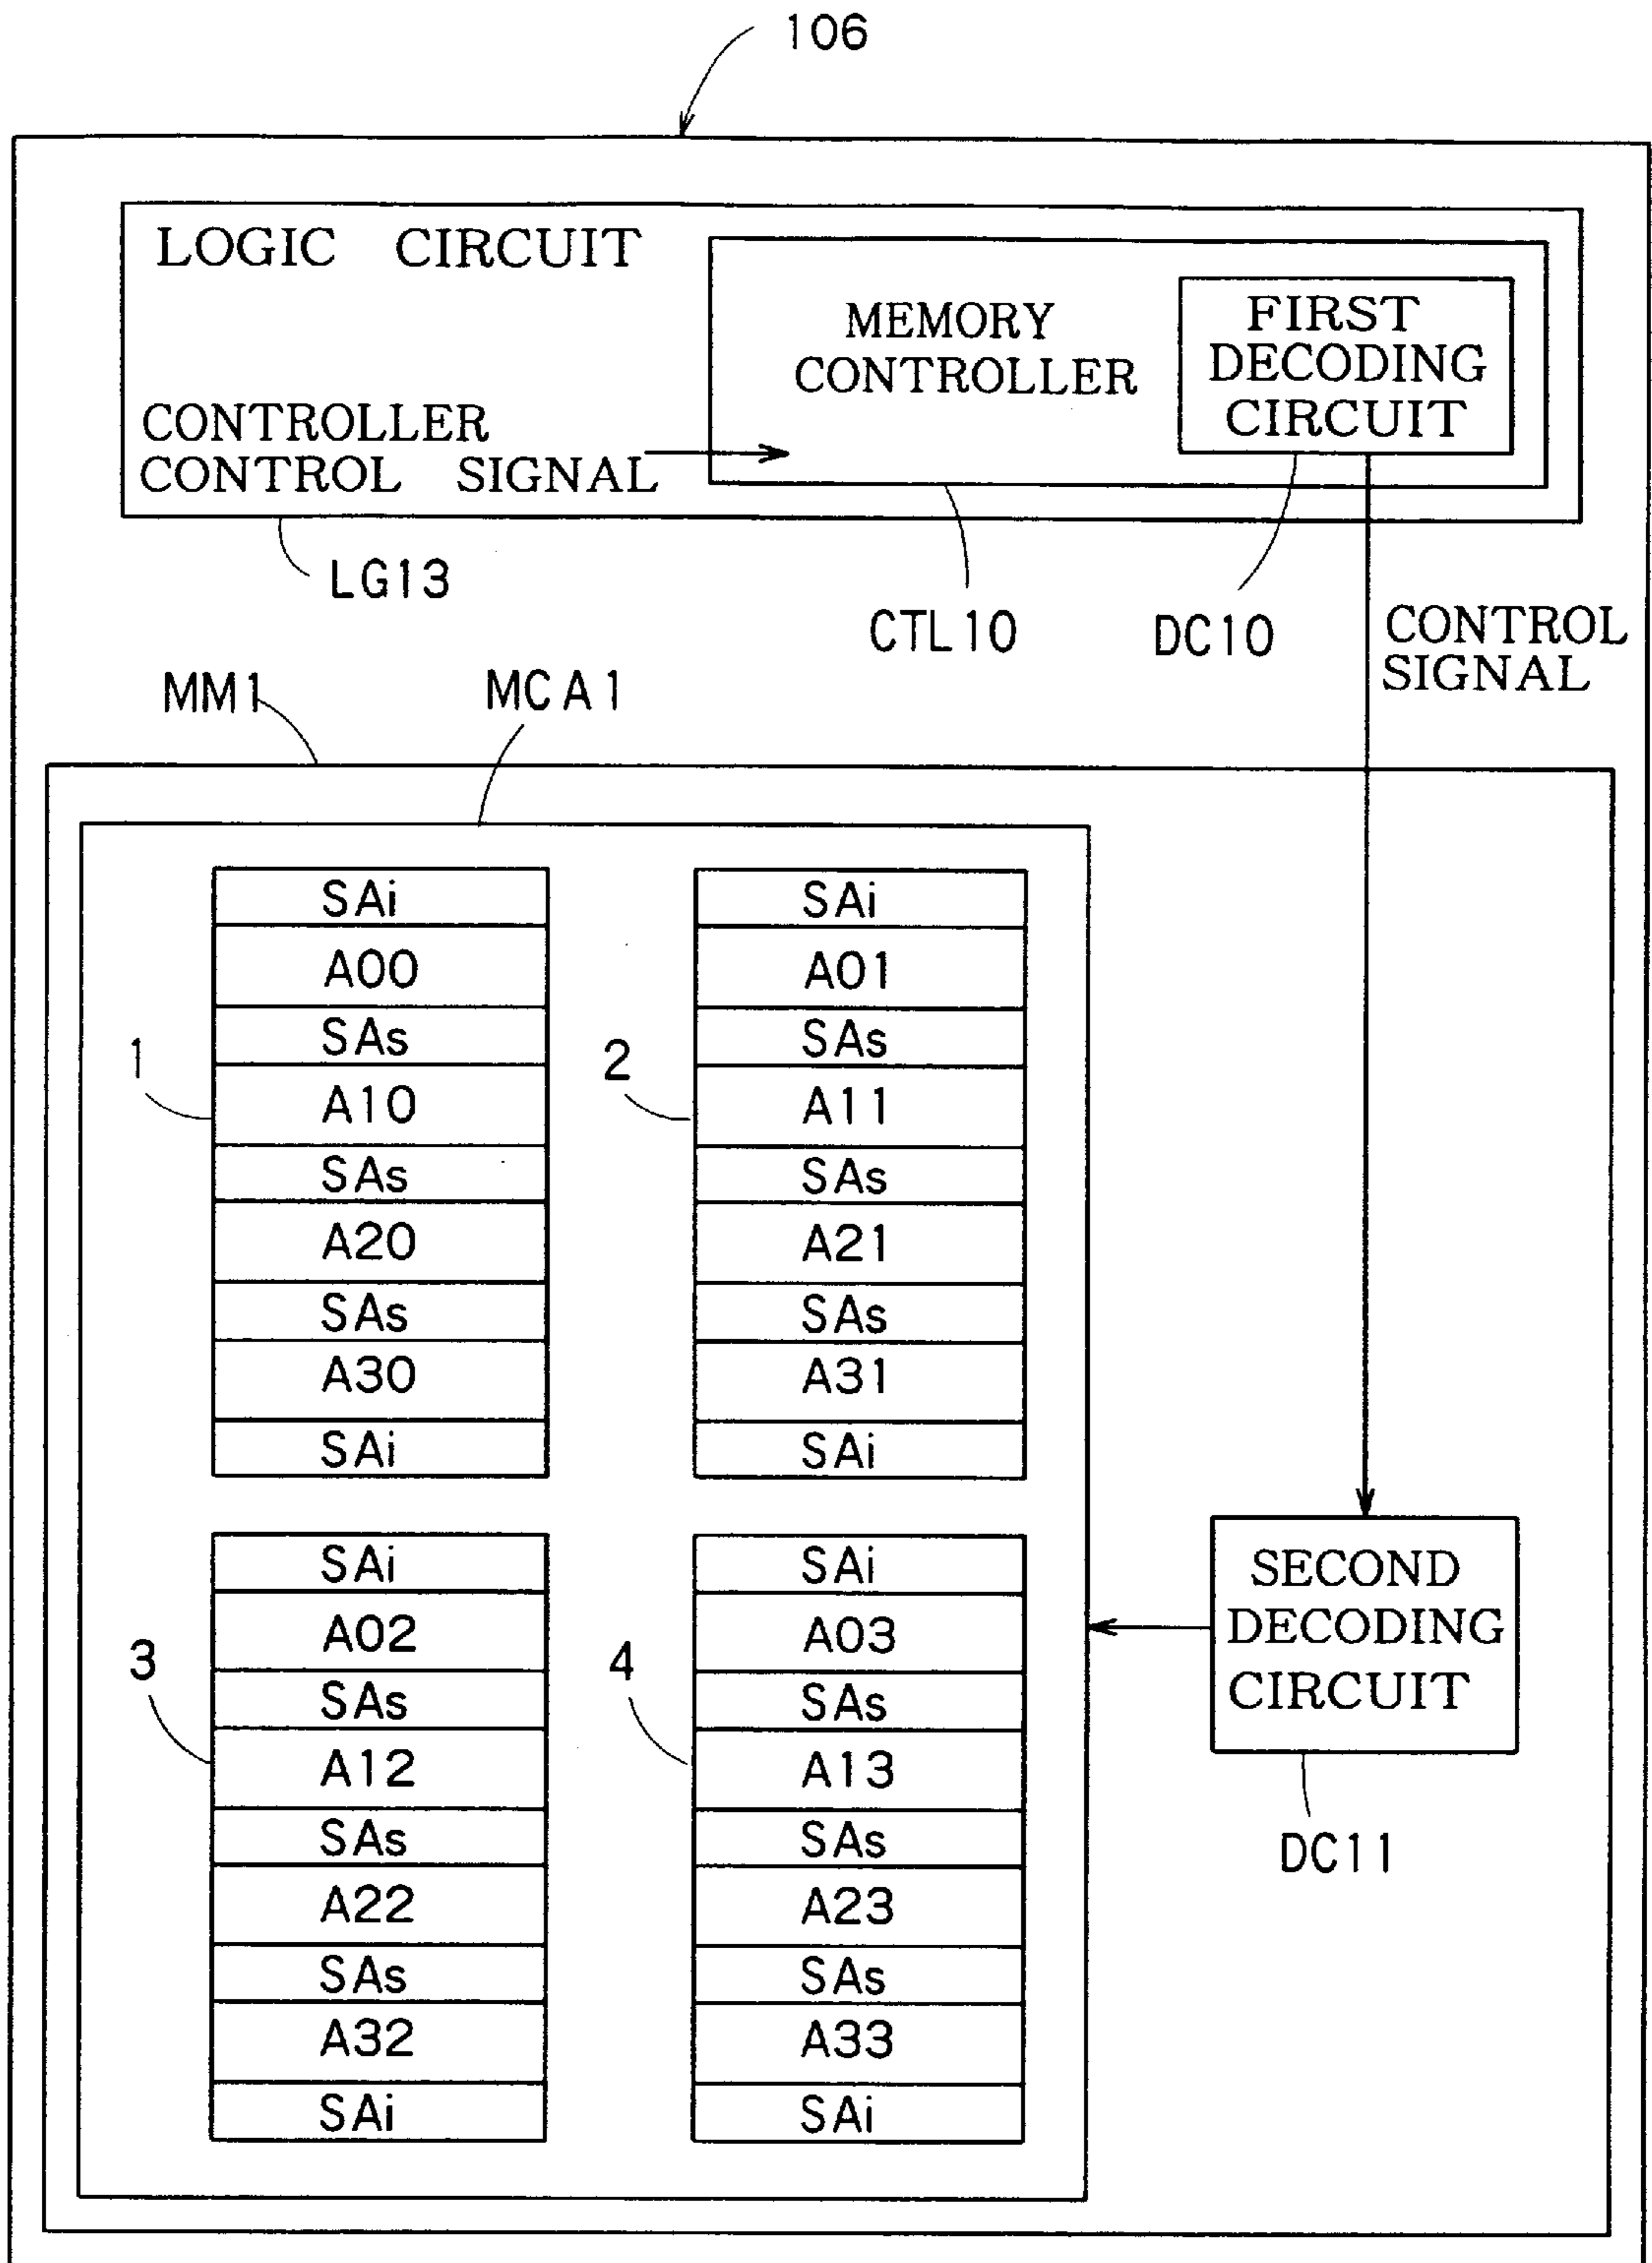 106
LOGIC CIRCUIT
MEMORY
CONTROLLER
FIRST
DECODING
CIRCUIT
CONTROLLER
CONTROL SIGNAL
LG13
CTL10
DC10
CONTROL
SIGNAL
MM1
MCA1
1
SAi
A00
SAs
A10
SAs
A20
SAs
A30
SAi
2
SAi
A01
SAs
A11
SAs
A21
SAs
A31
SAi
3
SAi
A02
SAs
A12
SAs
A22
SAs
A32
SAi
4
SAi
A03
SAs
A13
SAs
A23
SAs
A33
SAi
SECOND
DECODING
CIRCUIT
DC11